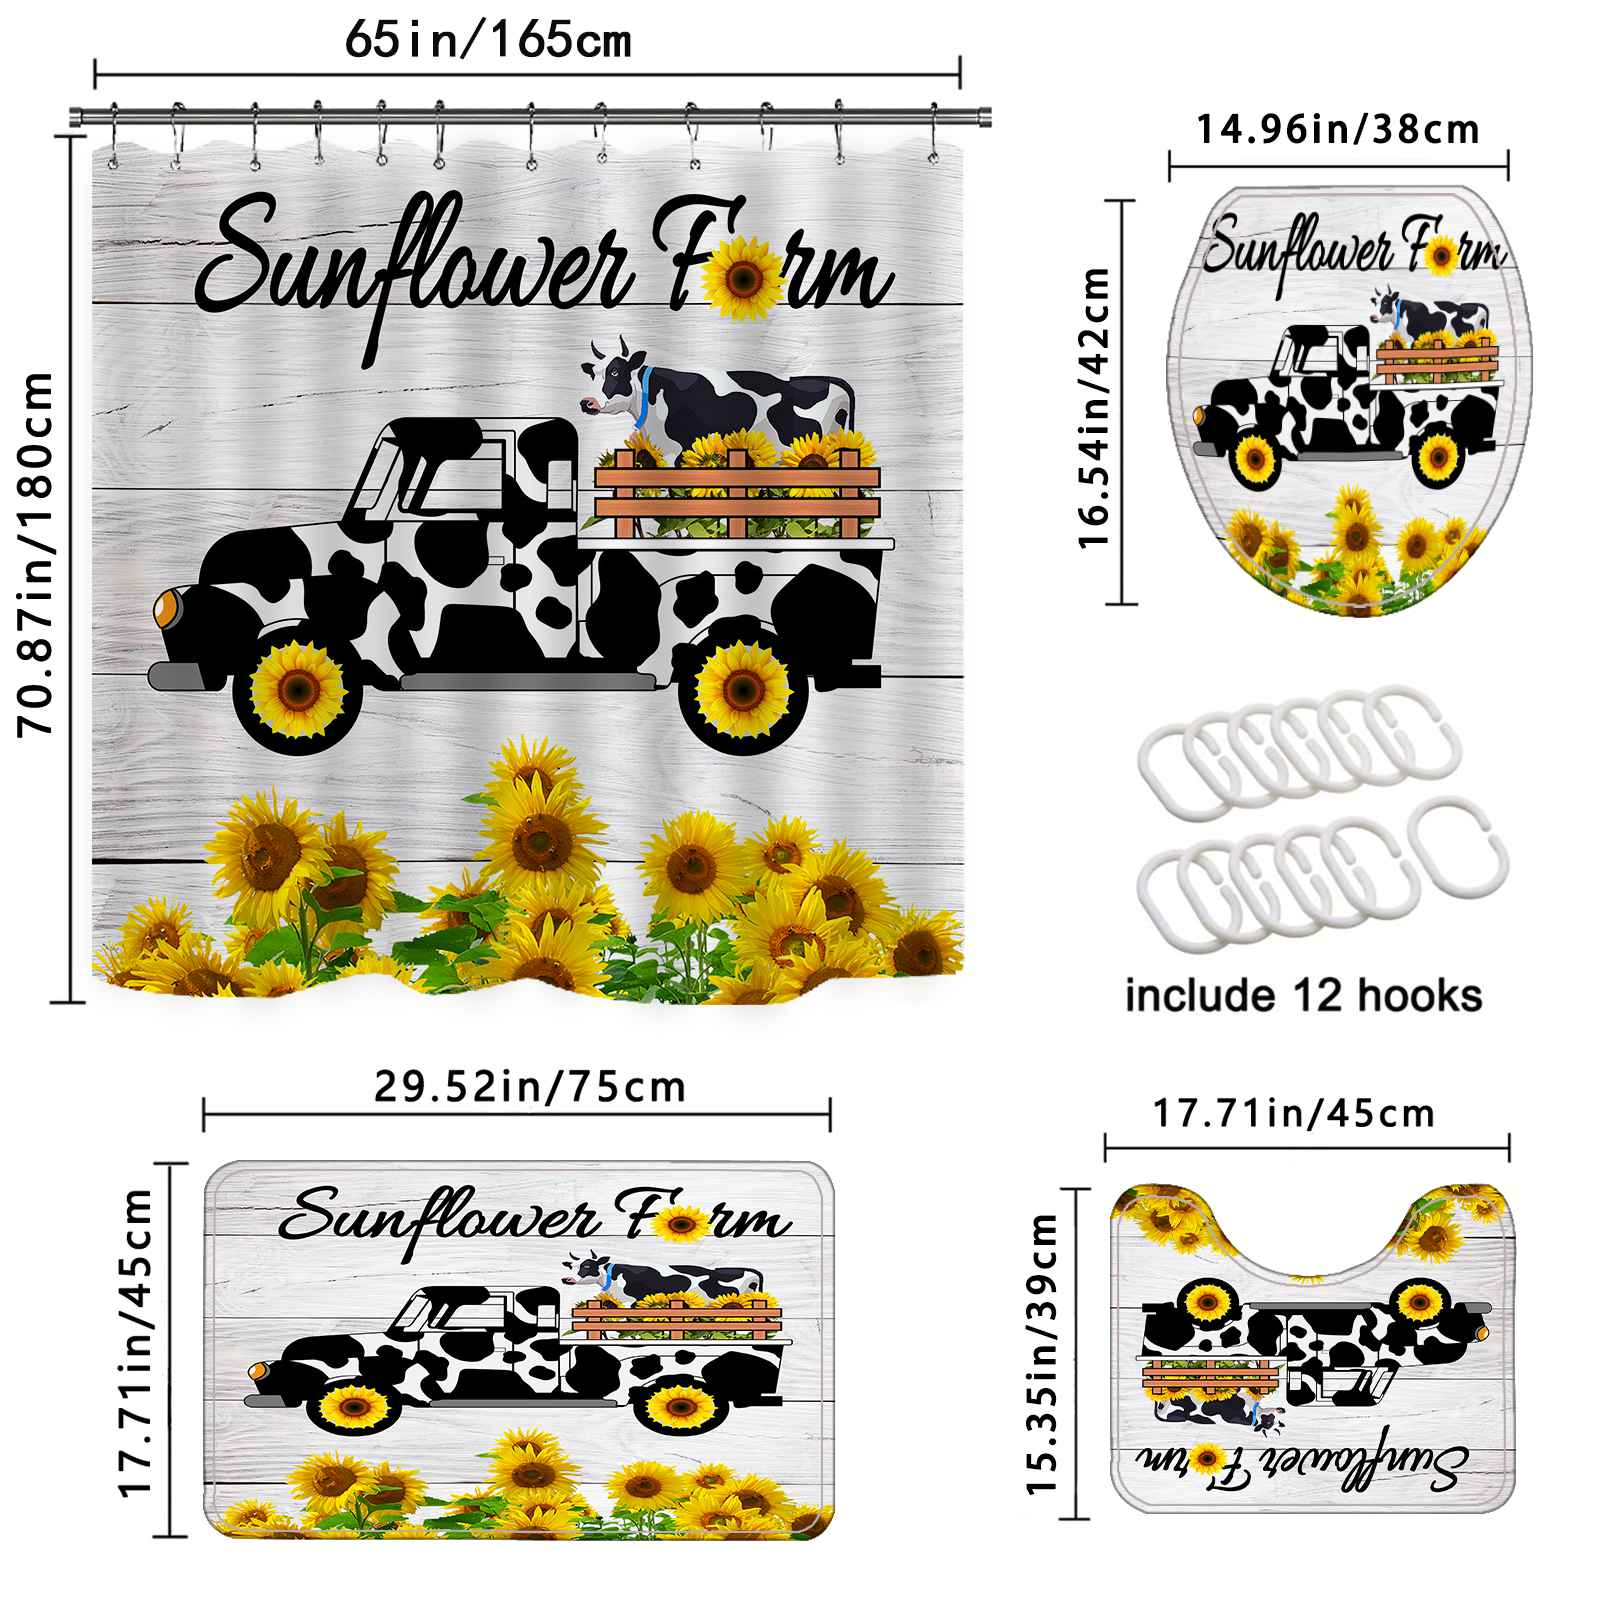 65in/165cm
70.87in/180cm
Sunflower Farm
14.96in/38cm
16.54in/42cm
Sunflower Farm
include 12 hooks
29.52in/75cm
17.71in/45cm
Sunflower Farm
17.71in/45cm
15.35in/39cm
Sunflower Farm